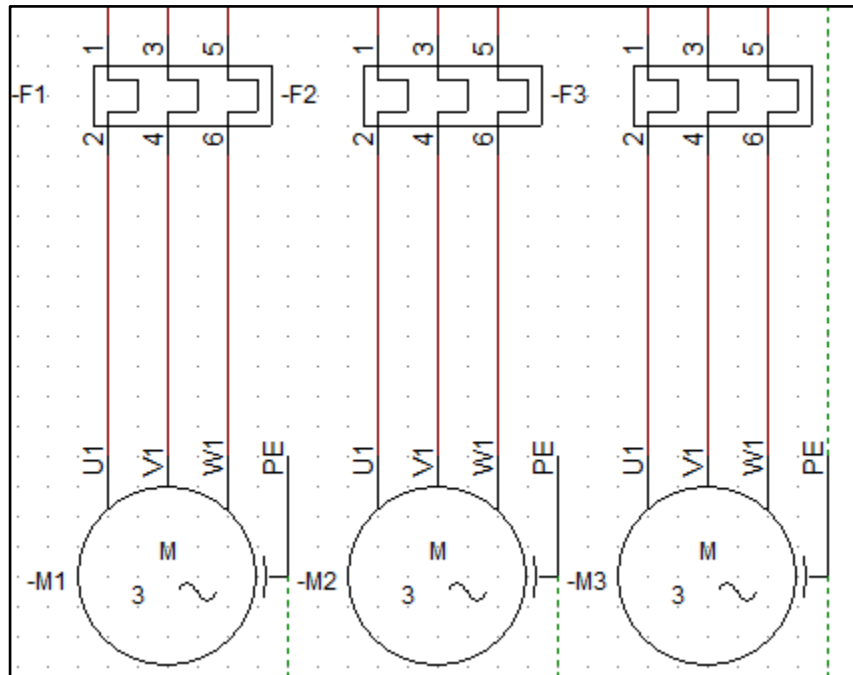 1 3 5 1 3 5 1 3 5
-F1 -F2 -F3
2 4 6 2 4 6 2 4 6
U1 V1 W1 PE U1 V1 W1 PE U1 V1 W1 PE
M M M
-M1 3 -M2 3 -M3 3